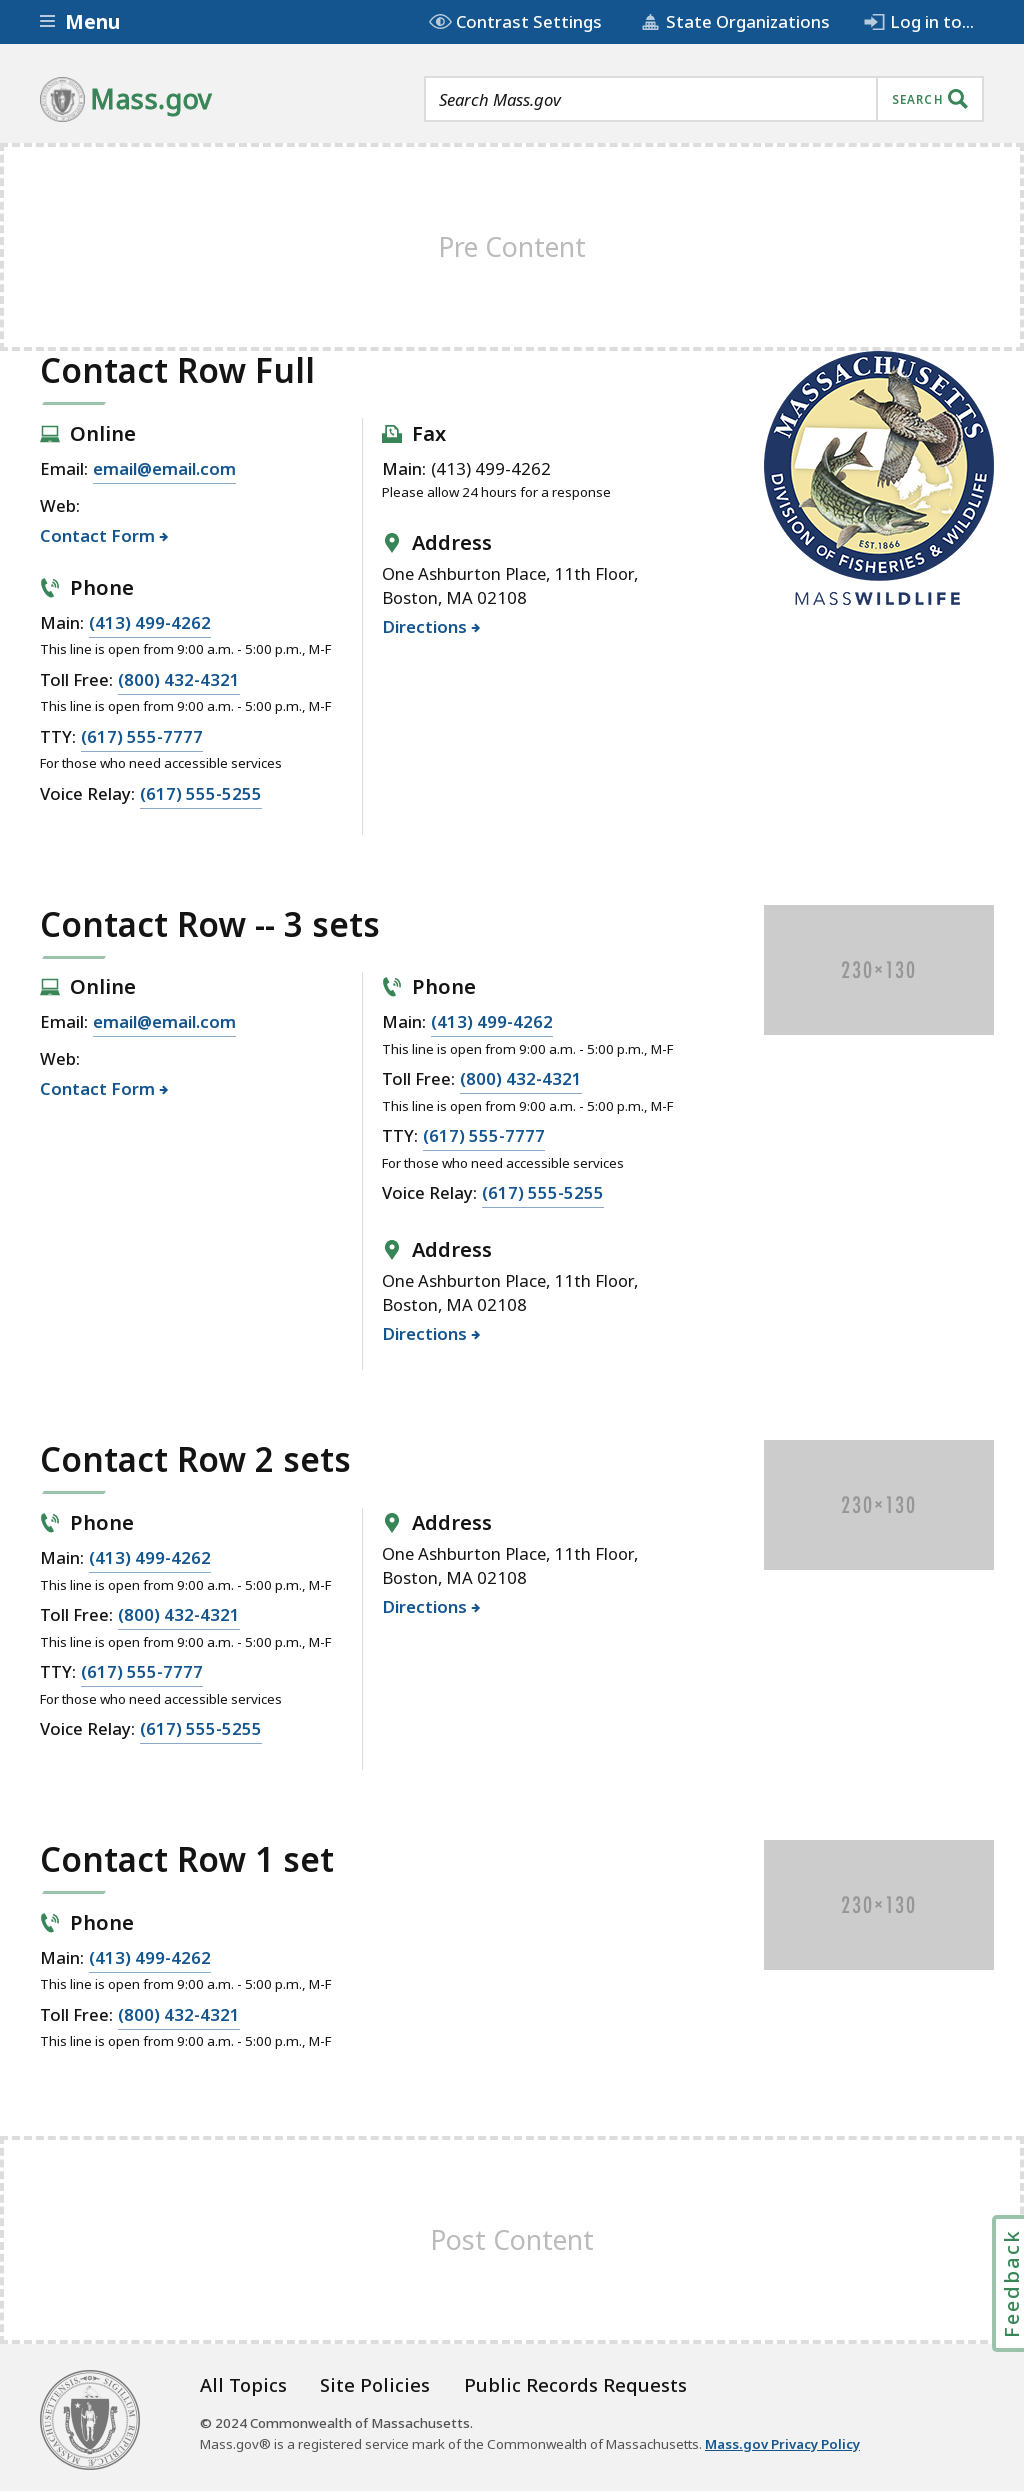 Menu
Contrast Settings
State Organizations
Log in to...
Mass.gov
Search Mass.gov
SEARCH
Pre Content
Contact Row Full
Online
Email: email@email.com
Web:
Contact Form
Phone
Main: (413) 499-4262
This line is open from 9:00 a.m. - 5:00 p.m., M-F
Toll Free: (800) 432-4321
This line is open from 9:00 a.m. - 5:00 p.m., M-F
TTY: (617) 555-7777
For those who need accessible services
Voice Relay: (617) 555-5255
Fax
Main: (413) 499-4262
Please allow 24 hours for a response
Address
One Ashburton Place, 11th Floor,
Boston, MA 02108
Directions
MASSACHUSETTS
DIVISION OF FISHERIES & WILDLIFE
EST.1866
MASSWILDLIFE
Contact Row -- 3 sets
Online
Email: email@email.com
Web:
Contact Form
Phone
Main: (413) 499-4262
This line is open from 9:00 a.m. - 5:00 p.m., M-F
Toll Free: (800) 432-4321
This line is open from 9:00 a.m. - 5:00 p.m., M-F
TTY: (617) 555-7777
For those who need accessible services
Voice Relay: (617) 555-5255
Address
One Ashburton Place, 11th Floor,
Boston, MA 02108
Directions
230×130
Contact Row 2 sets
Phone
Main: (413) 499-4262
This line is open from 9:00 a.m. - 5:00 p.m., M-F
Toll Free: (800) 432-4321
This line is open from 9:00 a.m. - 5:00 p.m., M-F
TTY: (617) 555-7777
For those who need accessible services
Voice Relay: (617) 555-5255
Address
One Ashburton Place, 11th Floor,
Boston, MA 02108
Directions
230×130
Contact Row 1 set
Phone
Main: (413) 499-4262
This line is open from 9:00 a.m. - 5:00 p.m., M-F
Toll Free: (800) 432-4321
This line is open from 9:00 a.m. - 5:00 p.m., M-F
230×130
Post Content
Feedback
All Topics
Site Policies
Public Records Requests
© 2024 Commonwealth of Massachusetts.
Mass.gov® is a registered service mark of the Commonwealth of Massachusetts. Mass.gov Privacy Policy